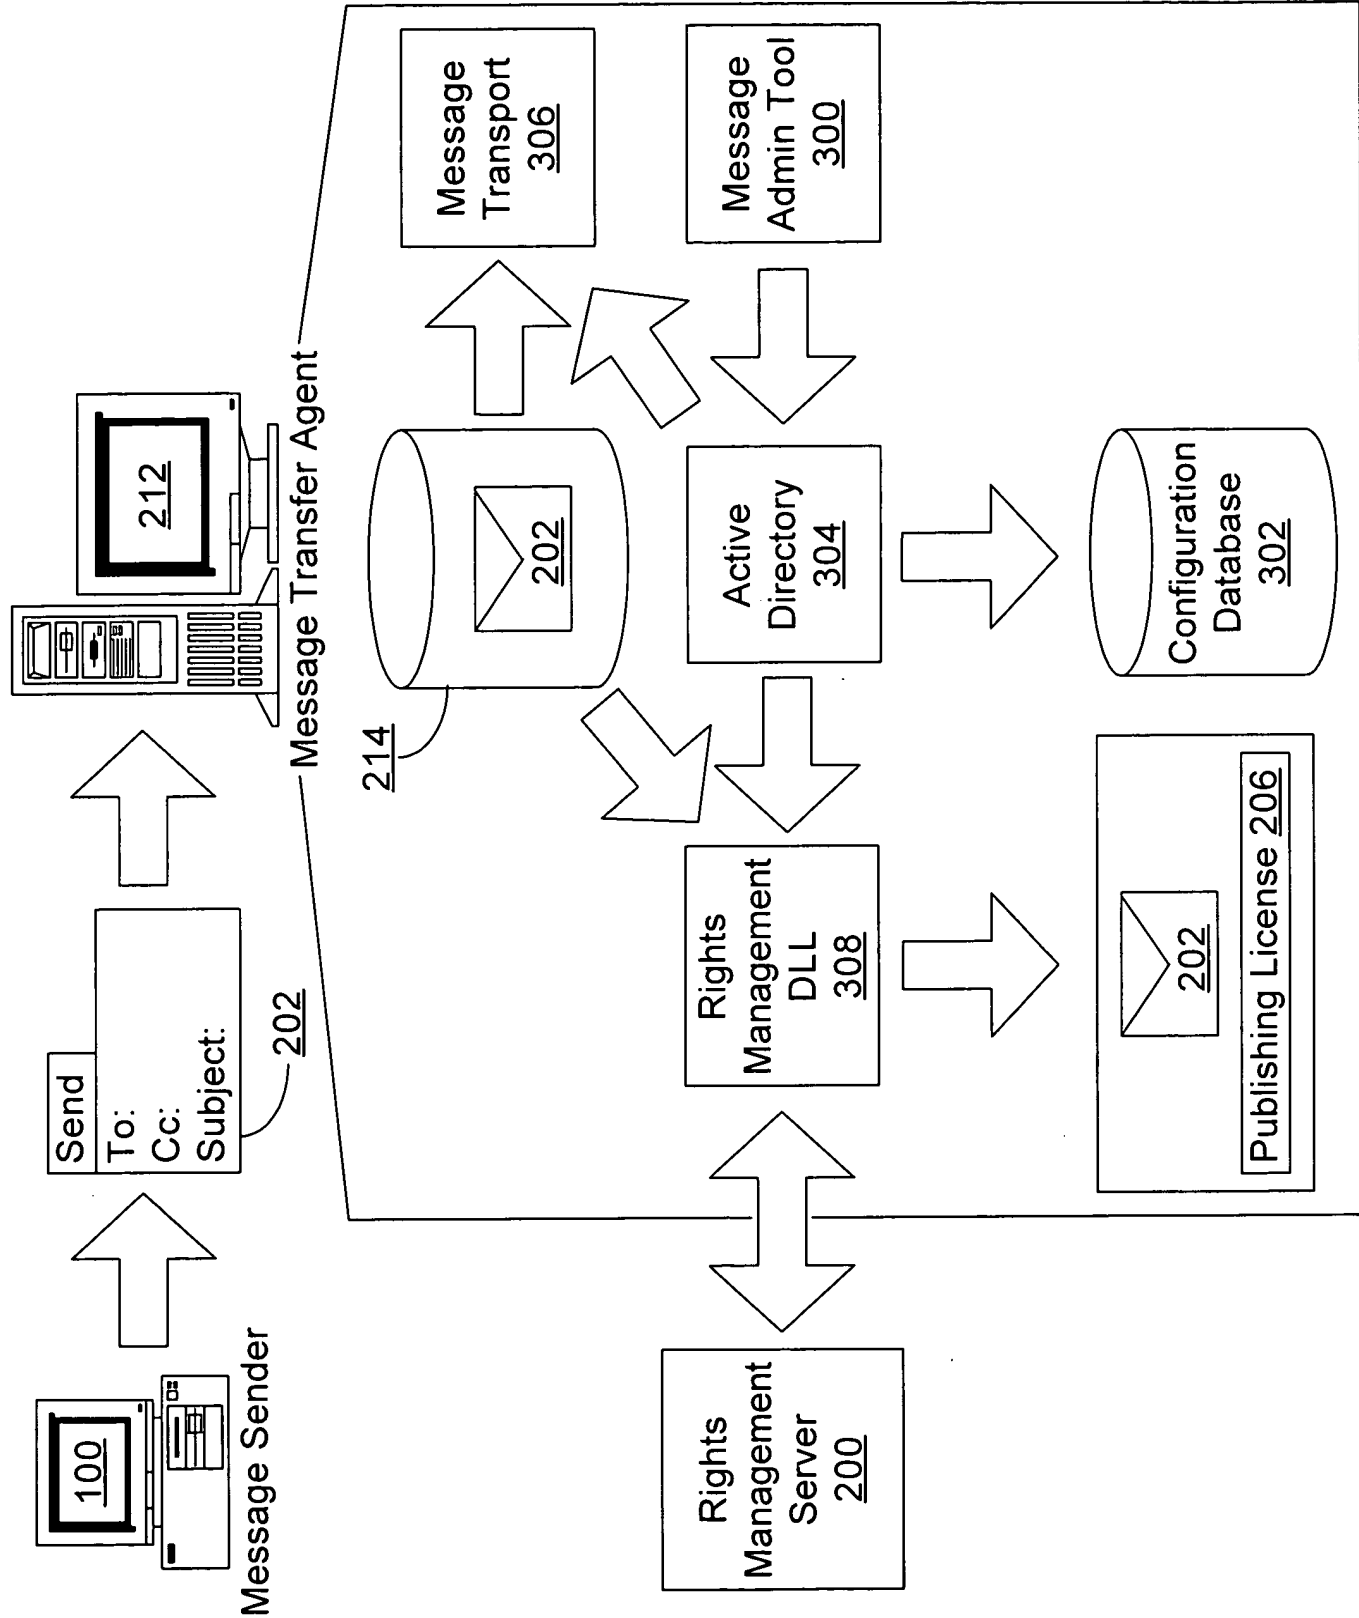 100
Message Sender
Send
To:
Cc:
Subject:
202
212
Message Transfer Agent
214
202
Message
Transport
306
Rights
Management
Server
200
Rights
Management
DLL
308
Active
Directory
304
Message
Admin Tool
300
202
Publishing License 206
Configuration
Database
302